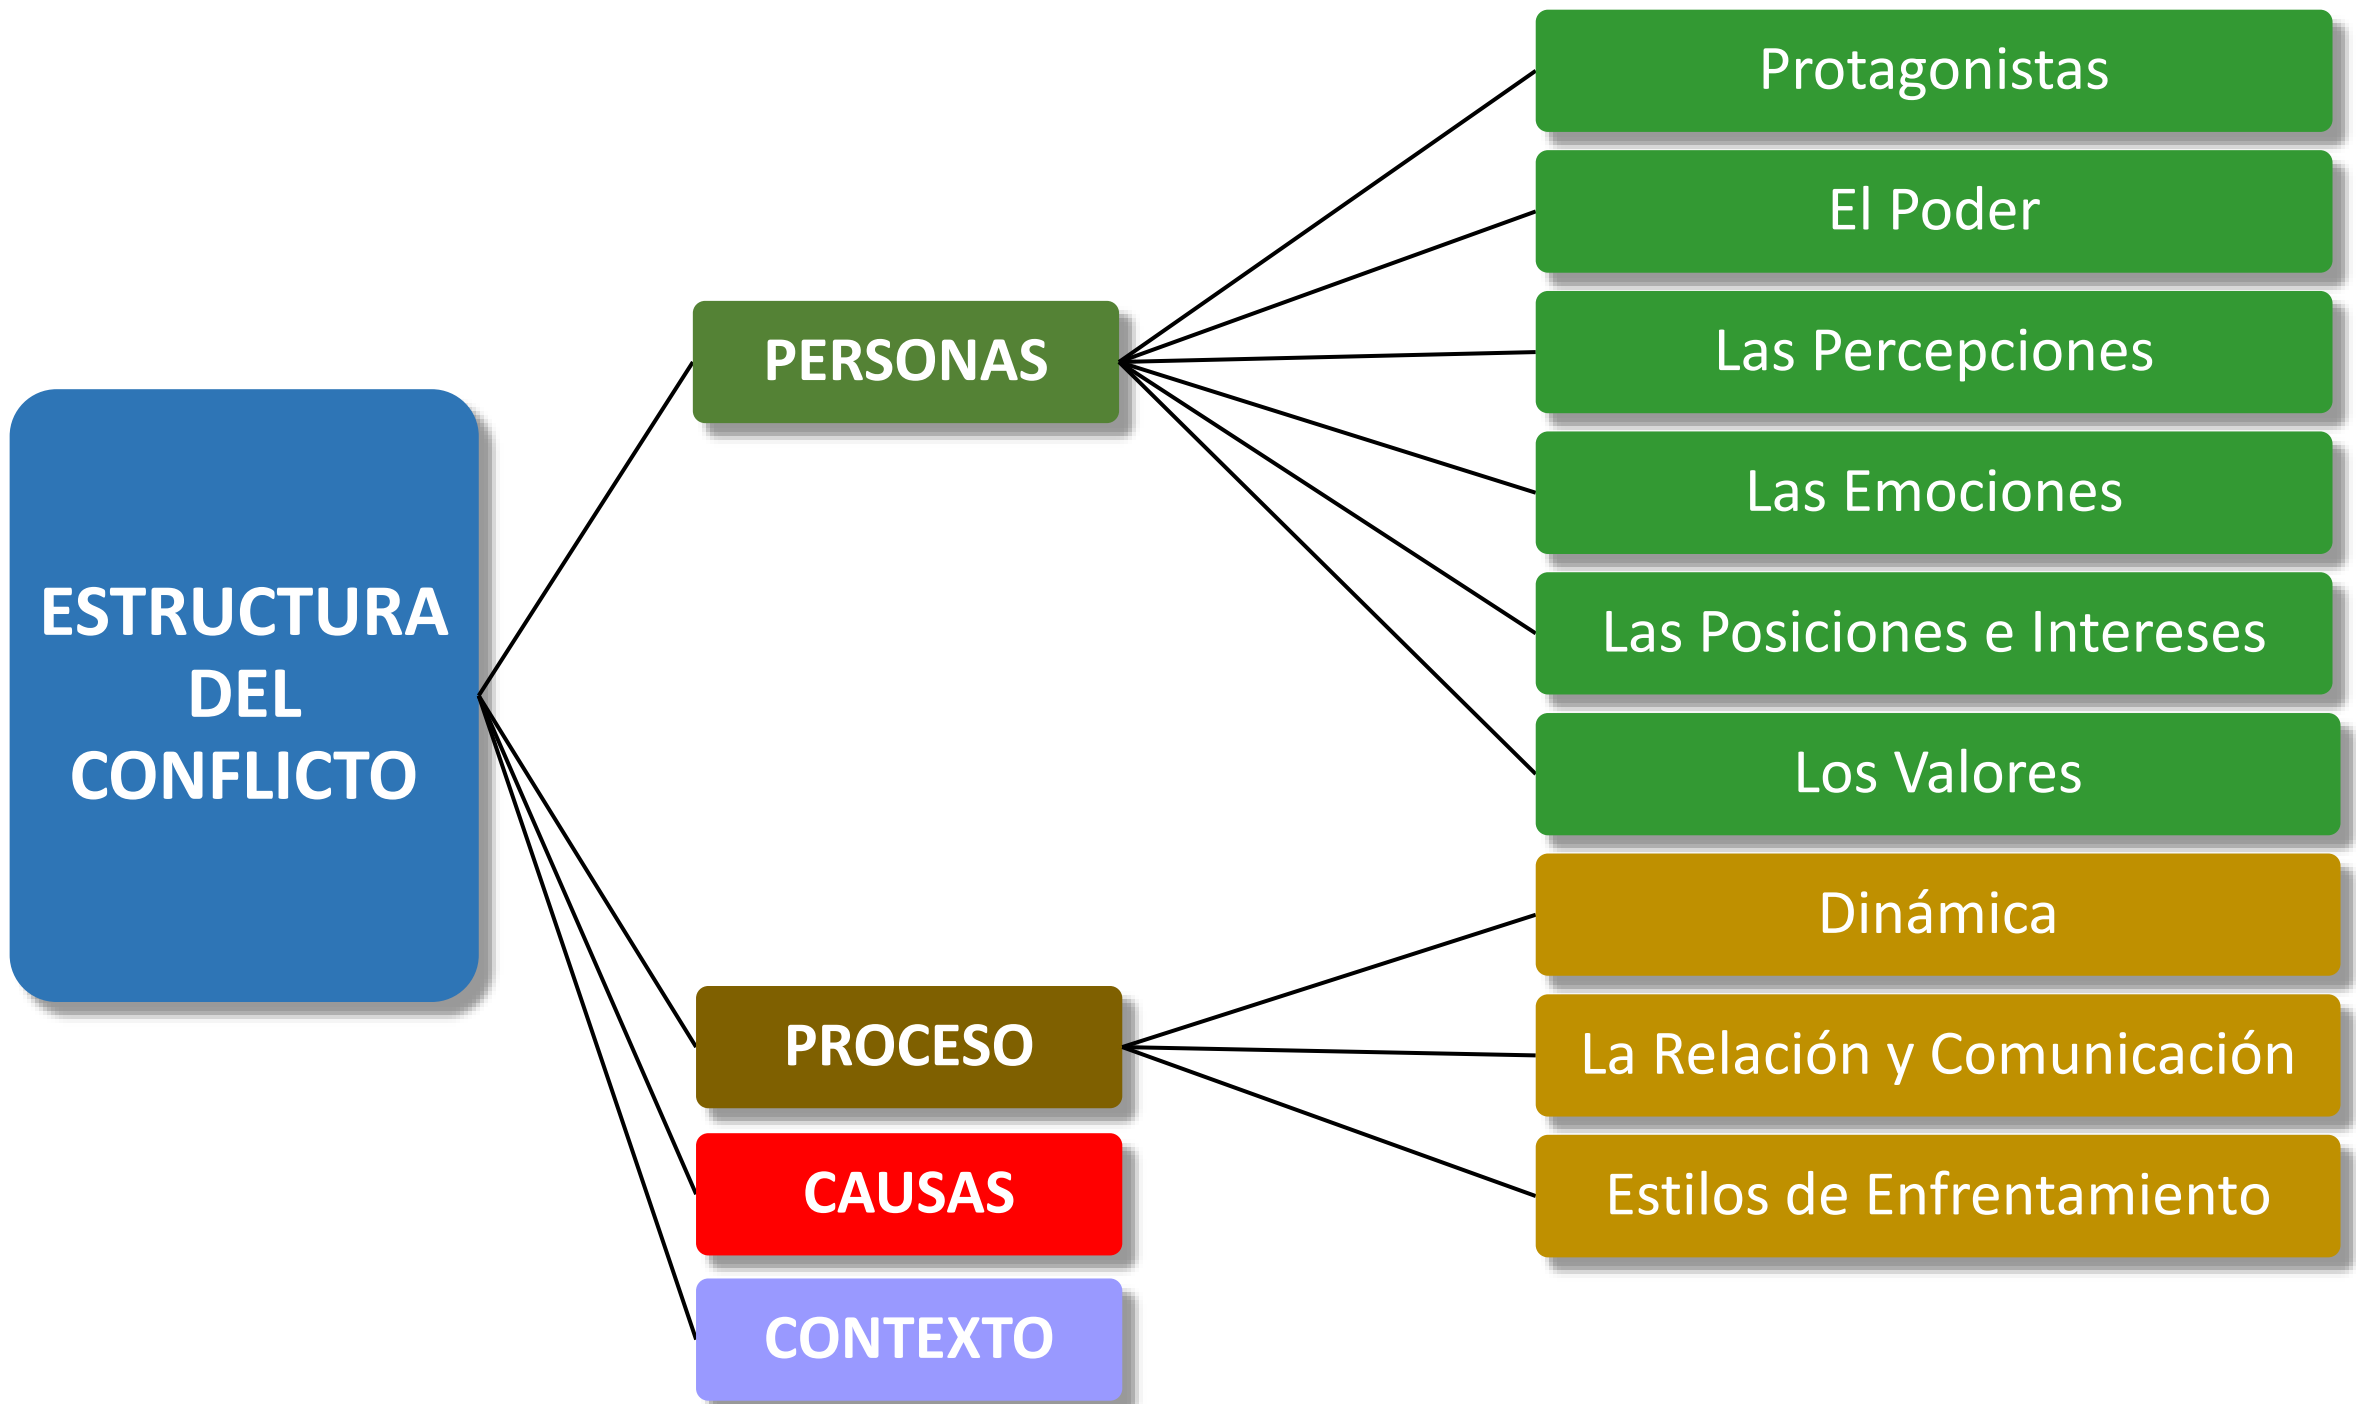 ESTRUCTURA
DEL
CONFLICTO
PERSONAS
Protagonistas
El Poder
Las Percepciones
Las Emociones
Las Posiciones e Intereses
Los Valores
PROCESO
Dinámica
La Relación y Comunicación
Estilos de Enfrentamiento
CAUSAS
CONTEXTO